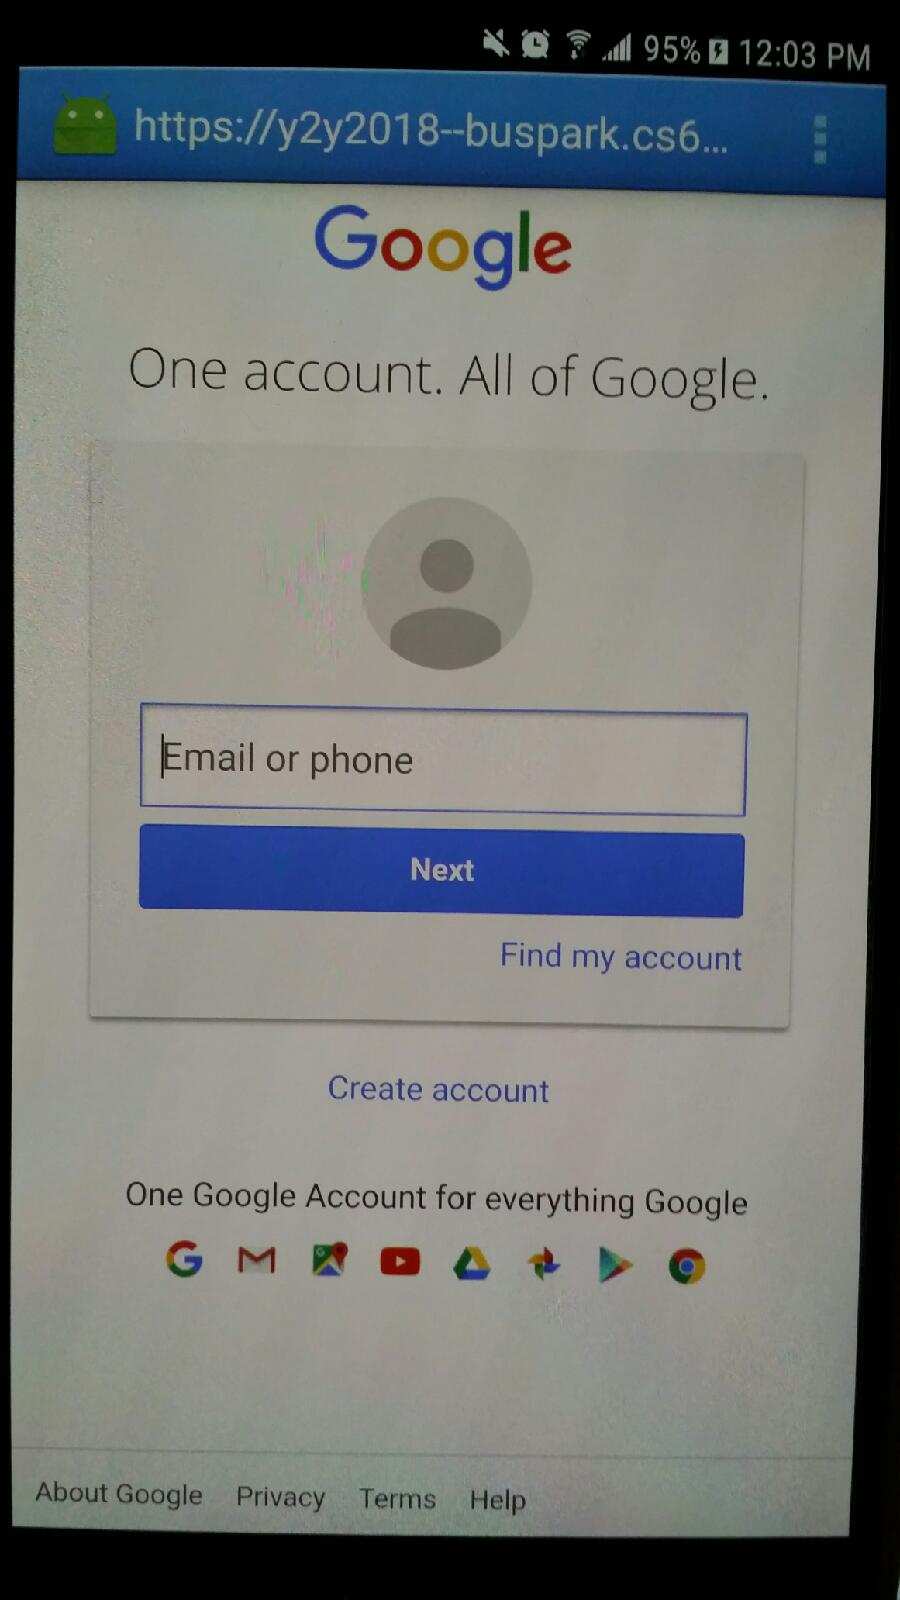 95% 12:03 PM
https://y2y2018--buspark.cs6...
Google
One account. All of Google.
Email or phone
Next
Find my account
Create account
One Google Account for everything Google
About Google Privacy Terms Help